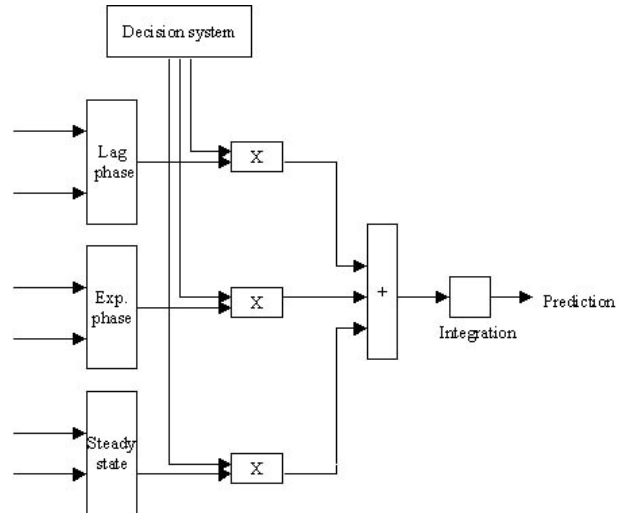 Decision system
Lag
phase
X
Exp.
phase
X
+
Integration
Prediction
Steady
state
X